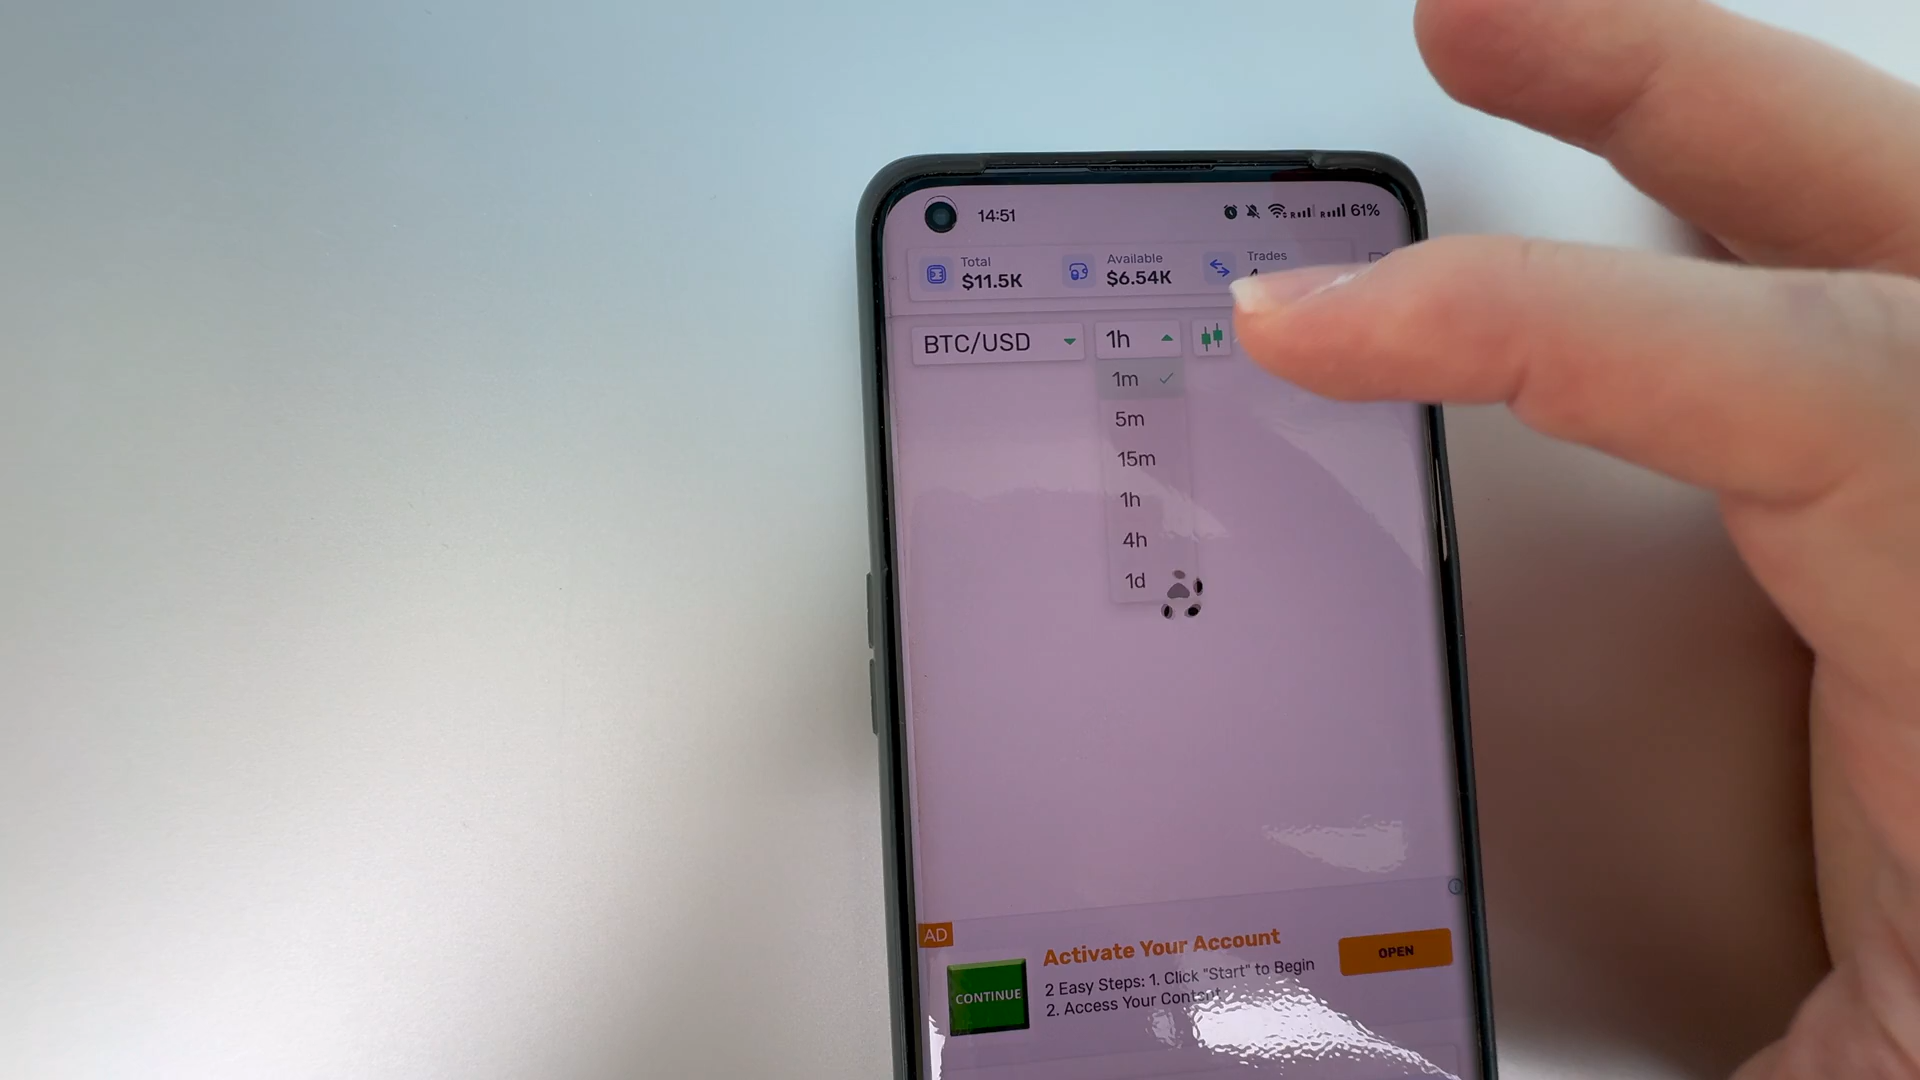 14:51
R R 61%
Total Available Trades
$11.5K $6.54K
BTC/USD 1h
1m
5m
15m
1h
4h
1d
AD
Activate Your Account
OPEN
CONTINUE
2 Easy Steps: 1. Click "Start" to Begin
2. Access Your Content